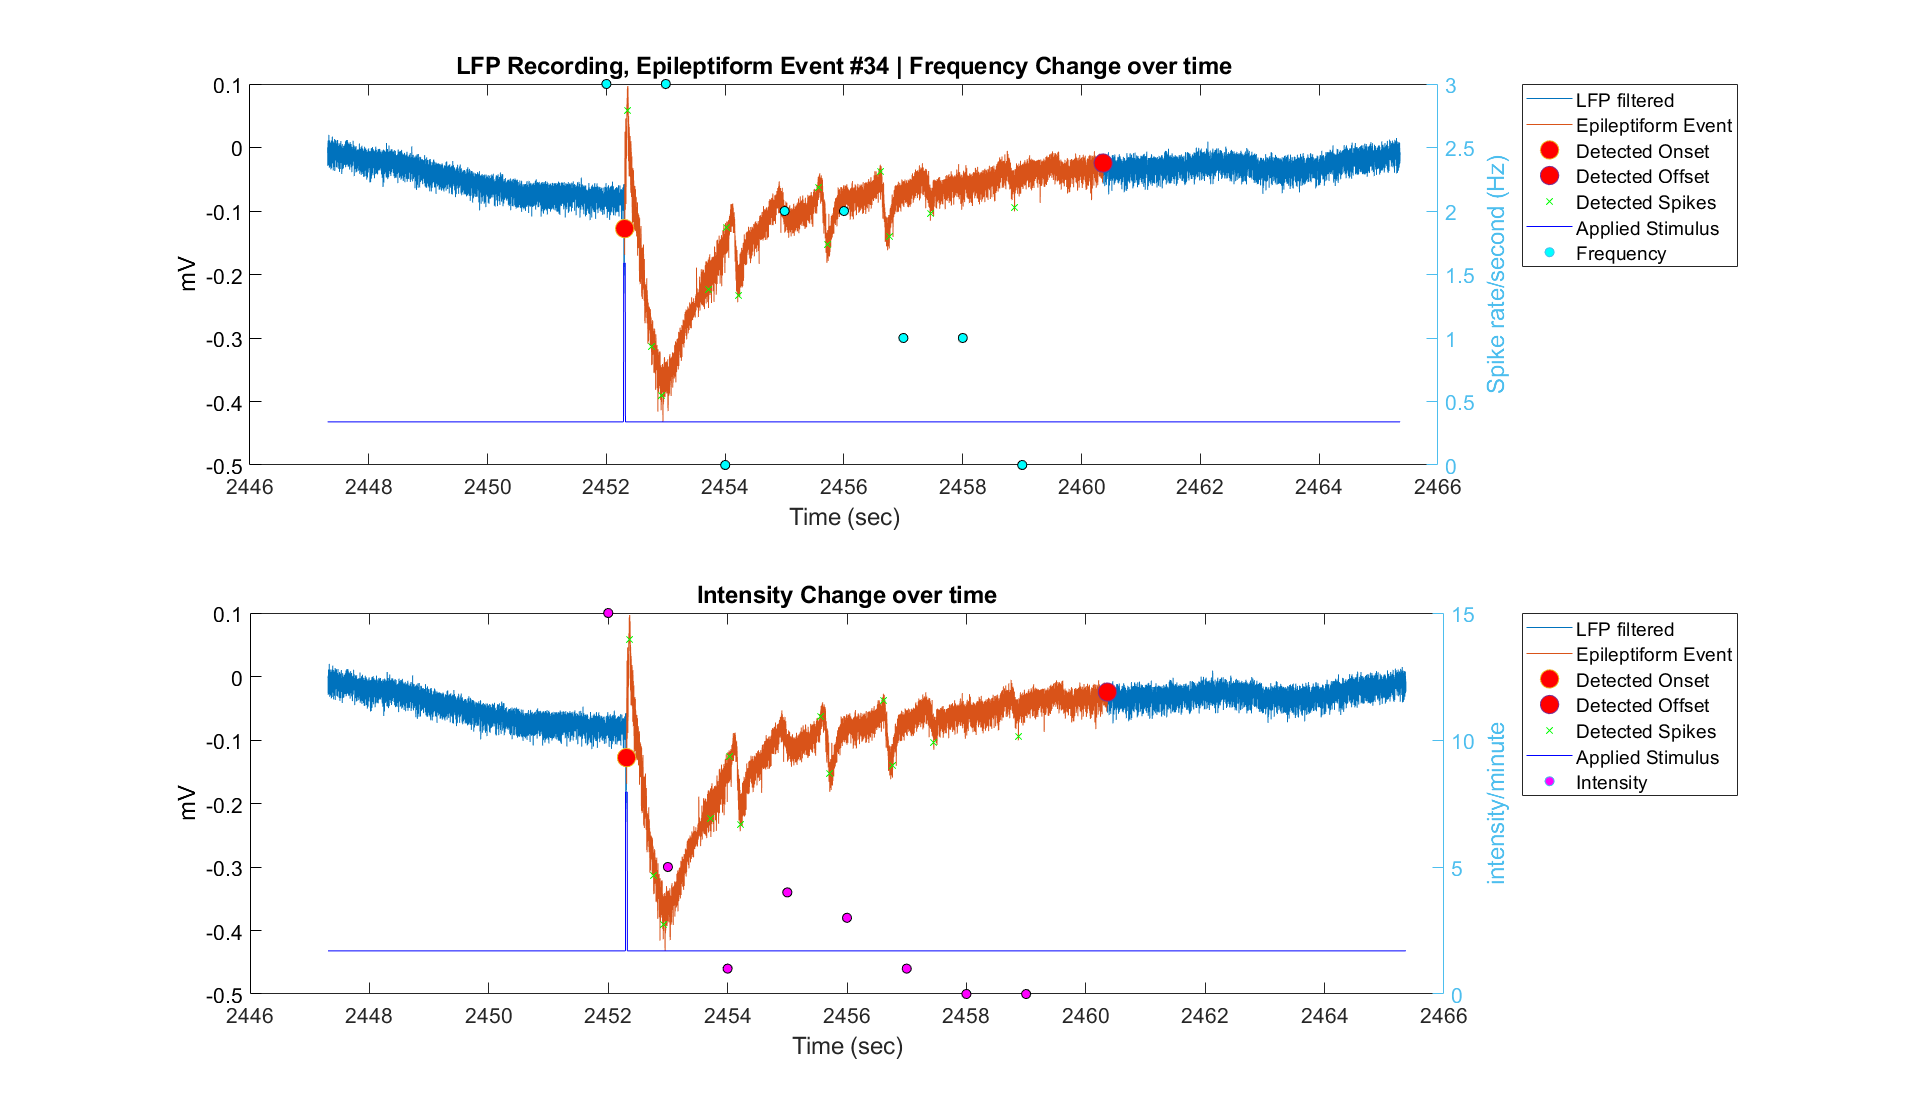 LFP Recording, Epileptiform Event #34 | Frequency Change over time
0.1
0
-0.1
-0.2
-0.3
-0.4
-0.5
mV
3
2.5
2
1.5
1
0.5
0
Spike rate/second (Hz)
2446 2448 2450 2452 2454 2456 2458 2460 2462 2464 2466
Time (sec)
LFP filtered
Epileptiform Event
Detected Onset
Detected Offset
Detected Spikes
Applied Stimulus
Frequency
Intensity Change over time
0.1
0
-0.1
-0.2
-0.3
-0.4
-0.5
mV
15
10
5
0
intensity/minute
2446 2448 2450 2452 2454 2456 2458 2460 2462 2464 2466
Time (sec)
LFP filtered
Epileptiform Event
Detected Onset
Detected Offset
Detected Spikes
Applied Stimulus
Intensity